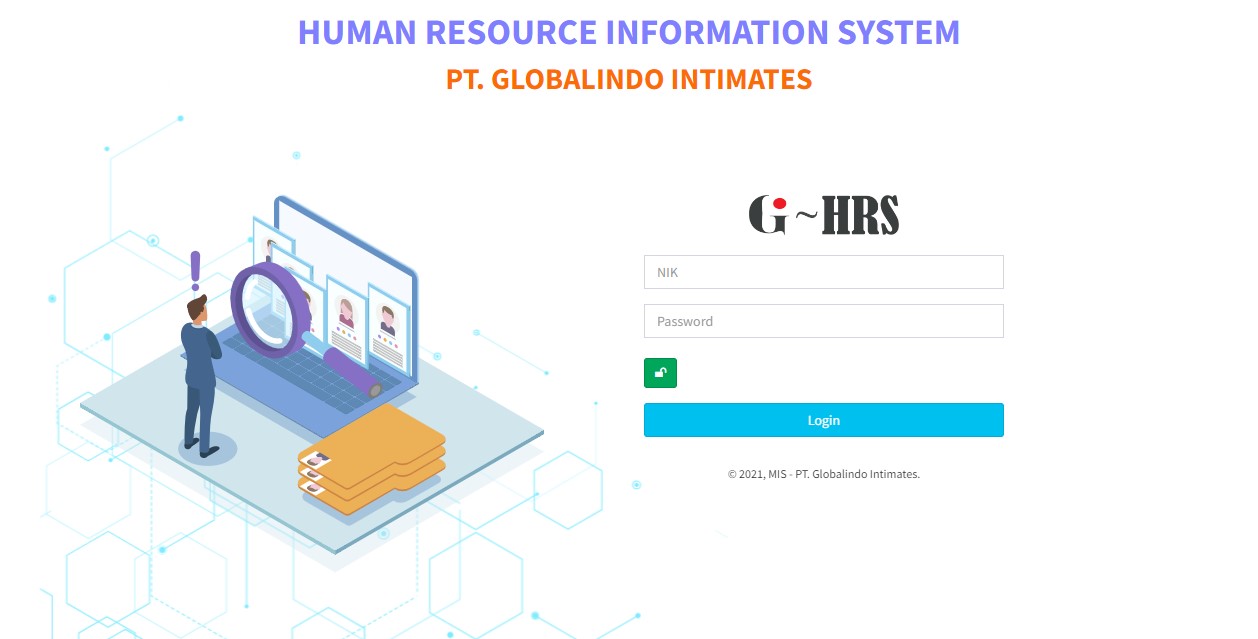 HUMAN RESOURCE INFORMATION SYSTEM
PT. GLOBALINDO INTIMATES
G ~HRS
NIK
Password
Login
© 2021, MIS - PT. Globalindo Intimates.